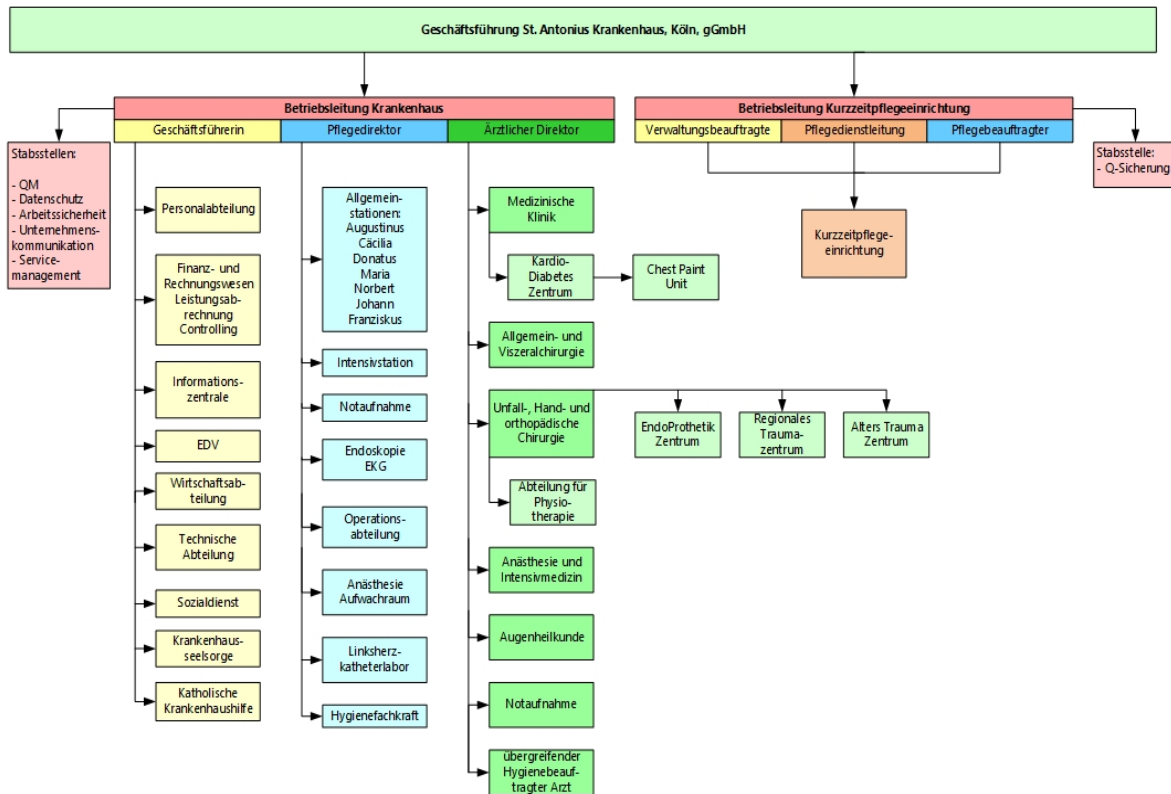 Geschäftsführung St. Antonius Krankenhaus, Köln, gGmbH
Betriebsleitung Krankenhaus
Geschäftsführerin
Pflegedirektor
Ärztlicher Direktor
Betriebsleitung Kurzzeitpflegeeinrichtung
Verwaltungsbeauftragte
Pflegedienstleitung
Pflegebeauftragter
Stabsstellen:
- QM
- Datenschutz
- Arbeitssicherheit
- Unternehmens-
kommunikation
- Service-
management
Stabsstelle:
- Q-Sicherung
Personalabteilung
Finanz- und
Rechnungswesen
Leistungsab-
rechnung
Controlling
Informations-
zentrale
EDV
Wirtschaftsab-
teilung
Technische
Abteilung
Sozialdienst
Krankenhaus-
seelsorge
Katholische
Krankenhaushilfe
Allgemein-
stationen:
Augustinus
Cäcilia
Donatus
Maria
Norbert
Johann
Franziskus
Intensivstation
Notaufnahme
Endoskopie
EKG
Operations-
abteilung
Anästhesie
Aufwachraum
Linksherz-
katheterlabor
Hygienefachkraft
Medizinische
Klinik
Kardio-
Diabetes
Zentrum
Chest Paint
Unit
Allgemein- und
Viszeralchirurgie
Unfall-, Hand- und
orthopädische
Chirurgie
EndoProthetik
Zentrum
Regionales
Trauma-
zentrum
Alters Trauma
Zentrum
Abteilung für
Physio-
therapie
Anästhesie und
Intensivmedizin
Augenheilkunde
Notaufnahme
übergreifender
Hygienebeauf-
tragter Arzt
Kurzzeitpflege-
einrichtung